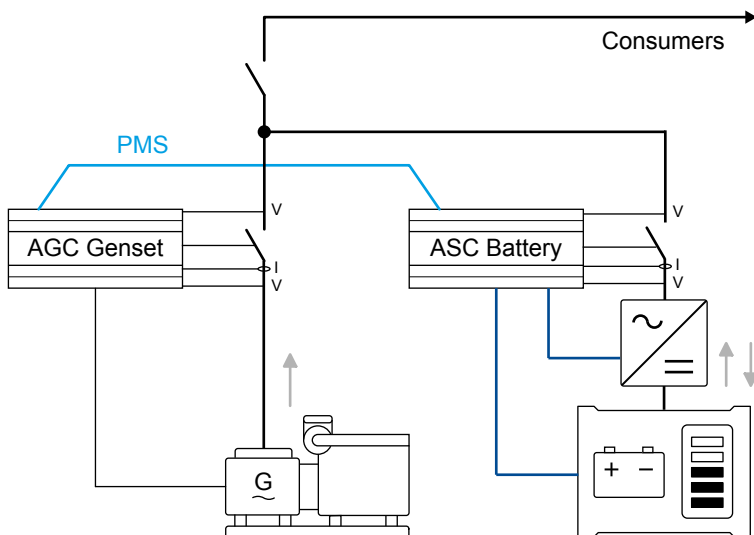 Consumers
PMS
V
V
AGC Genset
ASC Battery
I
V
I
V
G
+ −